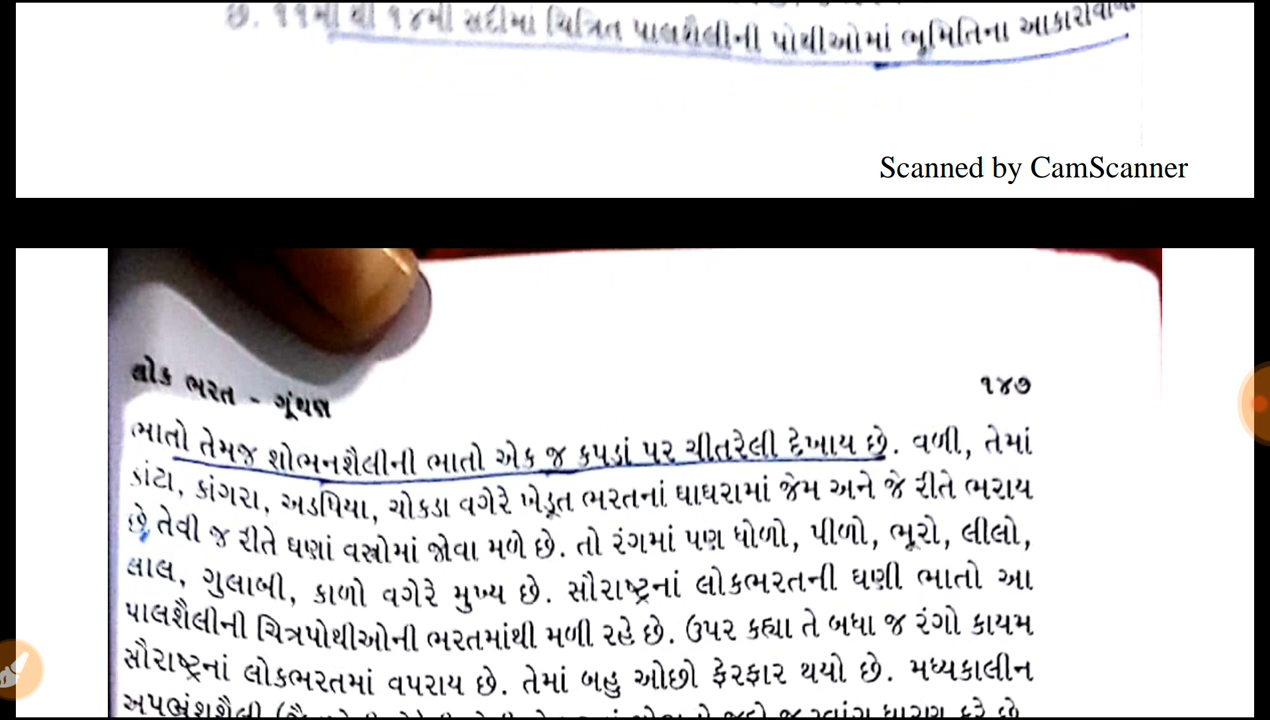 છે. ૧૧મી થી ૧૪મી સદીમાં ચિત્રિત પાલશૈલીની પોથીઓમાં ભૂમિતિના આકારોવાળી
Scanned by CamScanner
લોક ભરત - ગૂંથણ
૧૪૭
ભાતો તેમજ શોભનશૈલીની ભાતો એક જ કપડાં પર ચીતરેલી દેખાય છે. વળી, તેમાં
કાંટા, કાંગરા, અડધિયા, ચોકડા વગેરે ખેડૂત ભરતનાં ઘાઘરામાં જેમ અને જે રીતે ભરાય
છે, તેવી જ રીતે ઘણાં વસ્ત્રોમાં જોવા મળે છે. તો રંગમાં પણ ધોળો, પીળો, ભૂરો, લીલો,
લાલ, ગુલાબી, કાળો વગેરે મુખ્ય છે. સૌરાષ્ટ્રનાં લોકભરતની ઘણી ભાતો આ
પાલશૈલીની ચિત્રપોથીઓની ભરતમાંથી મળી રહે છે. ઉપર કહ્યા તે બધા જ રંગો કાયમ
સૌરાષ્ટ્રનાં લોકભરતમાં વપરાય છે. તેમાં બહુ ઓછો ફેરફાર થયો છે. મધ્યકાલીન
અપભ્રંશશૈલી